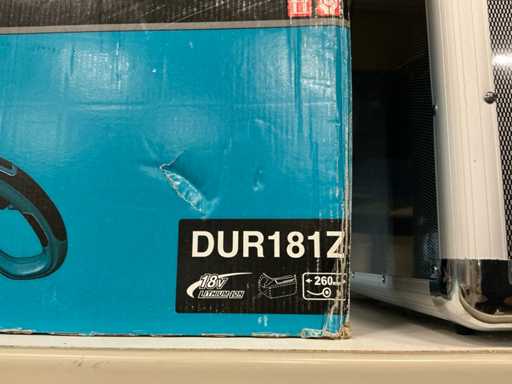 DUR181Z
18V
LITHIUM ION
260